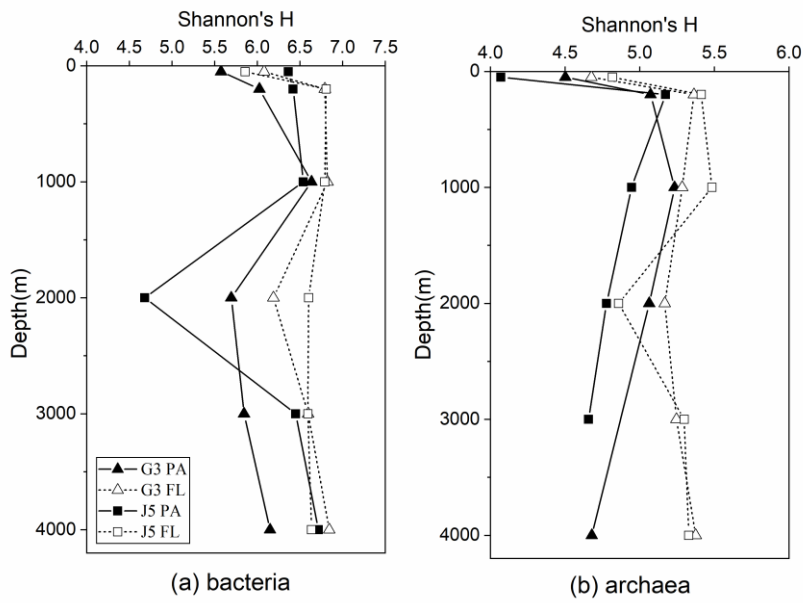 Shannon's H
4.0 4.5 5.0 5.5 6.0 6.5 7.0 7.5
0
1000
2000
3000
4000
Depth(m)
G3 PA
G3 FL
J5 PA
J5 FL
(a) bacteria
Shannon's H
4.0 4.5 5.0 5.5 6.0
0
1000
2000
3000
4000
Depth(m)
(b) archaea